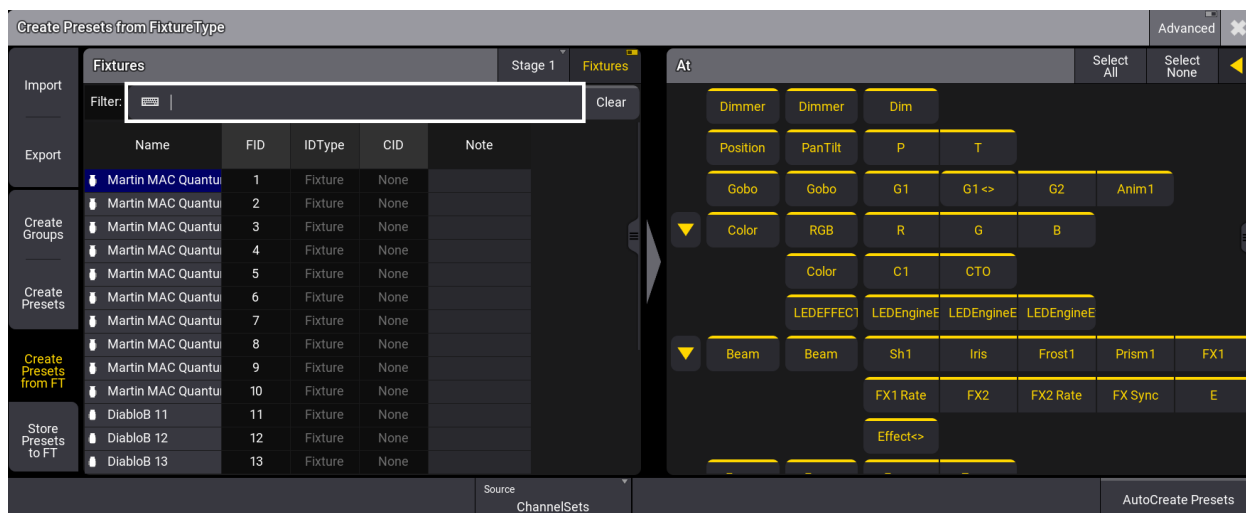 Create Presets from FixtureType
Advanced
Import
Export
Create
Groups
Create
Presets
Create
Presets
from FT
Store
Presets
to FT
Fixtures
Stage 1
Fixtures
Filter:
Clear
Name FID IDType CID Note
Martin MAC Quantu 1 Fixture None
Martin MAC Quantu 2 Fixture None
Martin MAC Quantu 3 Fixture None
Martin MAC Quantu 4 Fixture None
Martin MAC Quantu 5 Fixture None
Martin MAC Quantu 6 Fixture None
Martin MAC Quantu 7 Fixture None
Martin MAC Quantu 8 Fixture None
Martin MAC Quantu 9 Fixture None
Martin MAC Quantu 10 Fixture None
DiabloB 11 11 Fixture None
DiabloB 12 12 Fixture None
DiabloB 13 13 Fixture None
At
Select
All
Select
None
Dimmer Dimmer Dim
Position PanTilt P T
Gobo Gobo G1 G1 <> G2 Anim1
Color RGB R G B
Color C1 CTO
LEDEFFECT LEDEngineE LEDEngineE LEDEngineE
Beam Beam Sh1 Iris Frost1 Prism1 FX1
FX1 Rate FX2 FX2 Rate FX Sync E
Effect<>
Source
ChannelSets
AutoCreate Presets